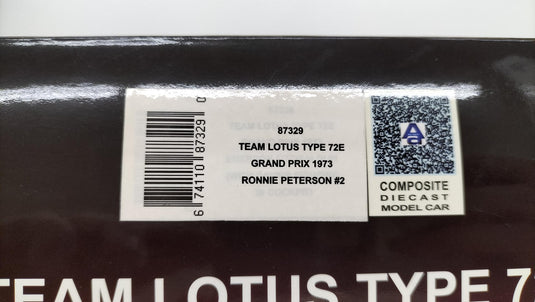 87329
TEAM LOTUS TYPE 72E
GRAND PRIX 1973
RONNIE PETERSON #2
6 74110 87329 0
COMPOSITE
DIECAST
MODEL CAR
TEAM LOTUS TYPE 7